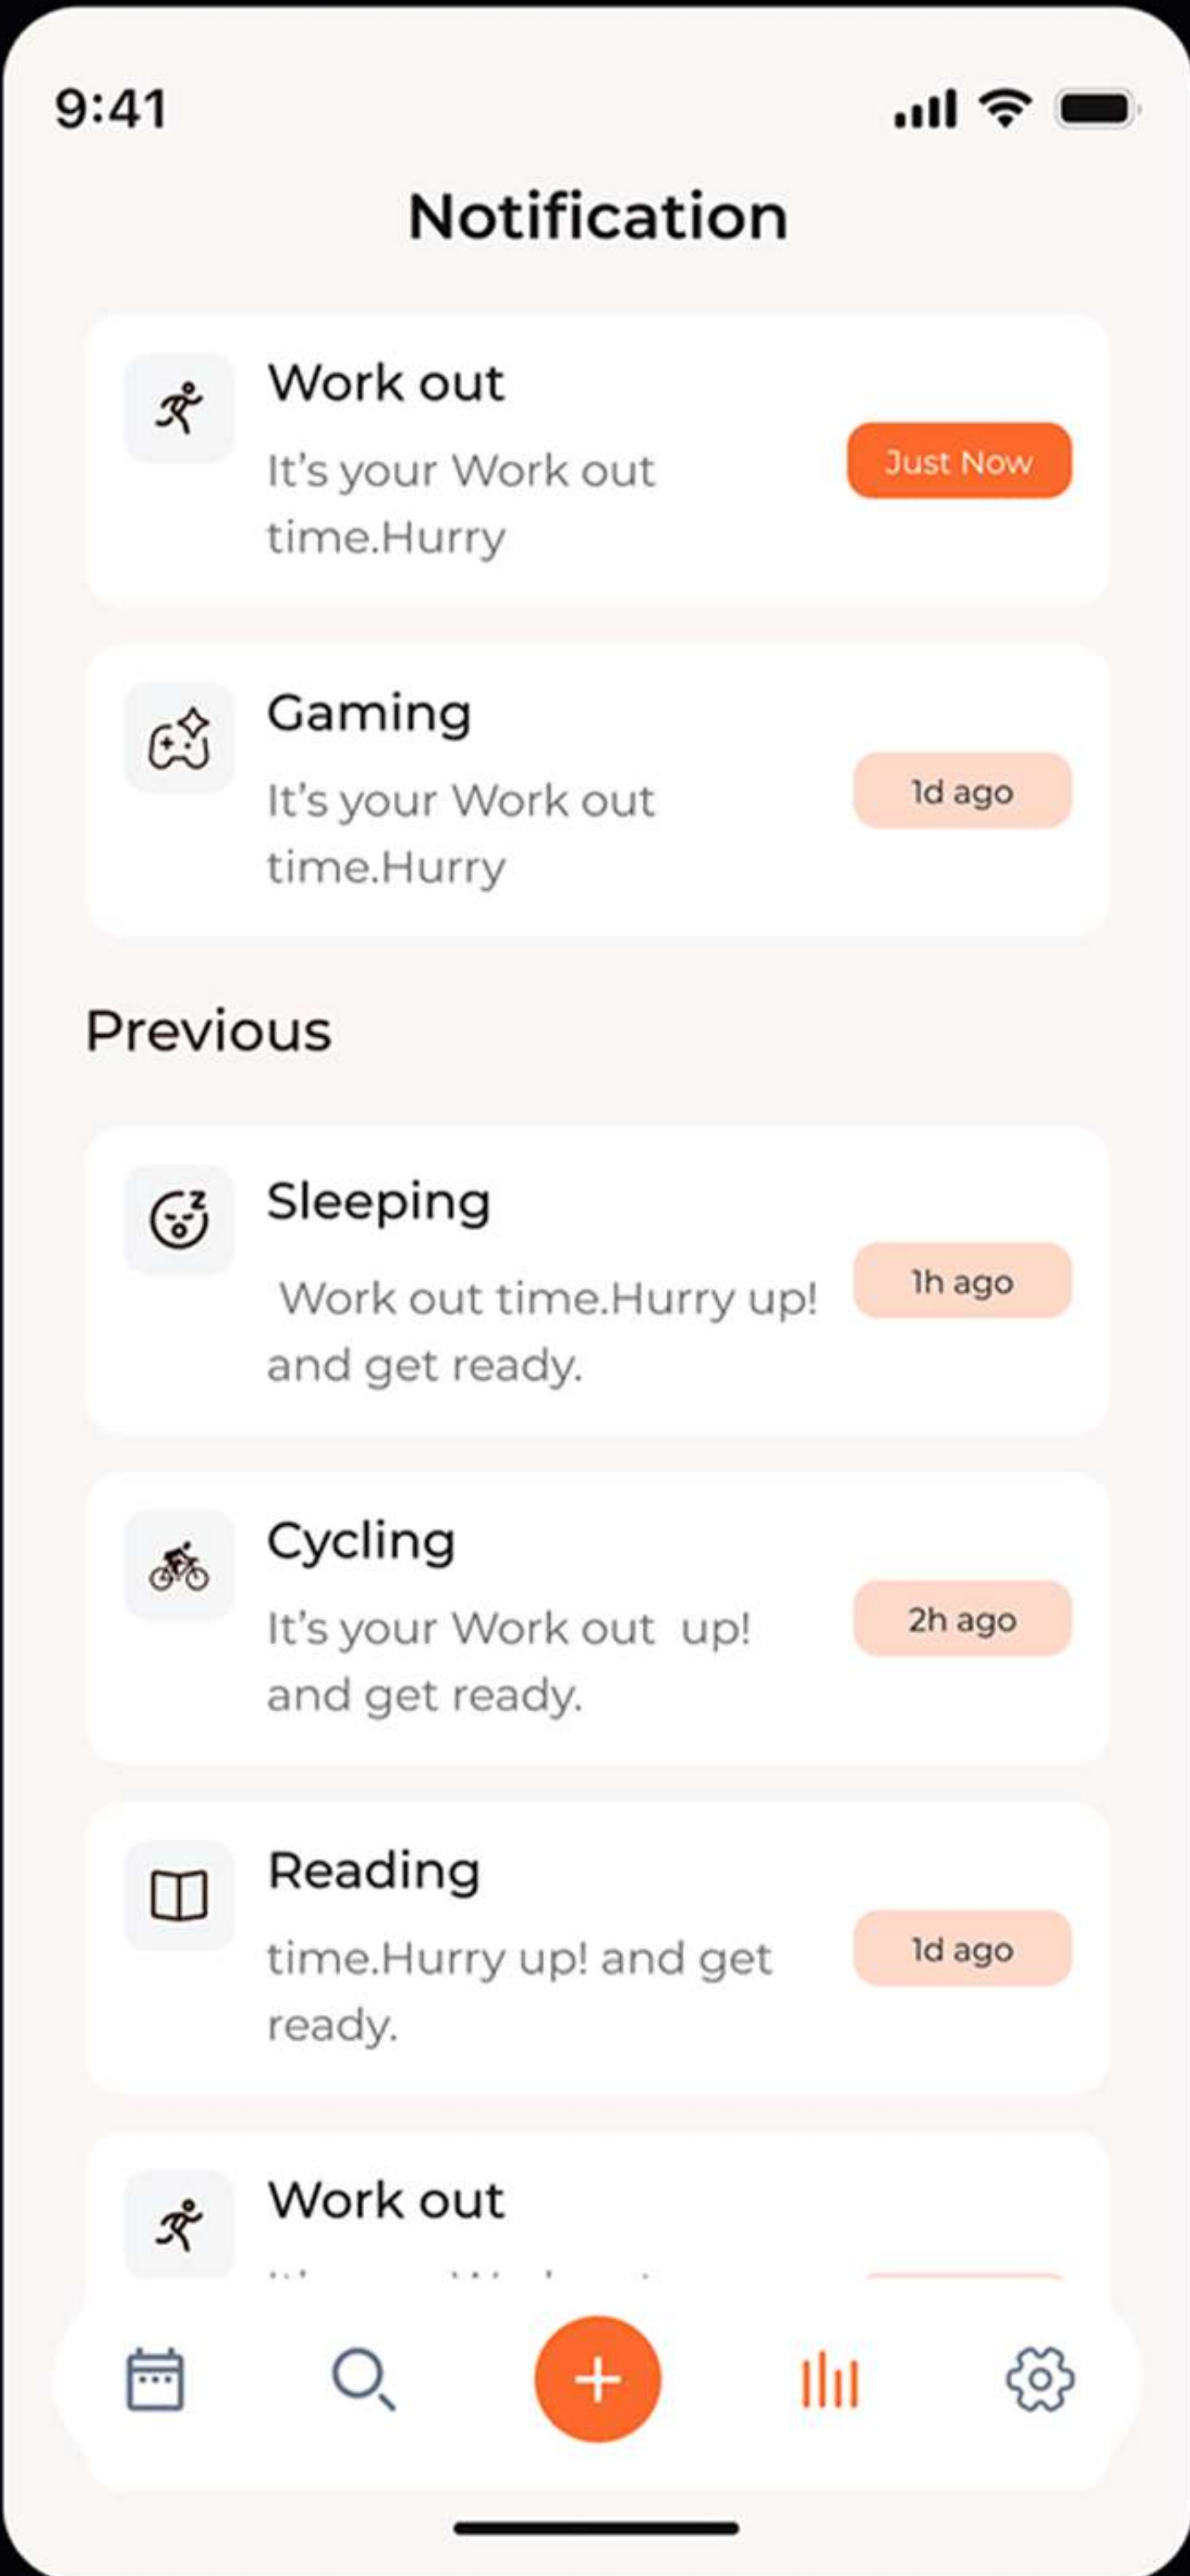 9:41
Notification
Work out
It's your Work out
time.Hurry
Just Now
Gaming
It's your Work out
time.Hurry
1d ago
Previous
Sleeping
Work out time.Hurry up!
and get ready.
1h ago
Cycling
It's your Work out  up!
and get ready.
2h ago
Reading
time.Hurry up! and get
ready.
1d ago
Work out